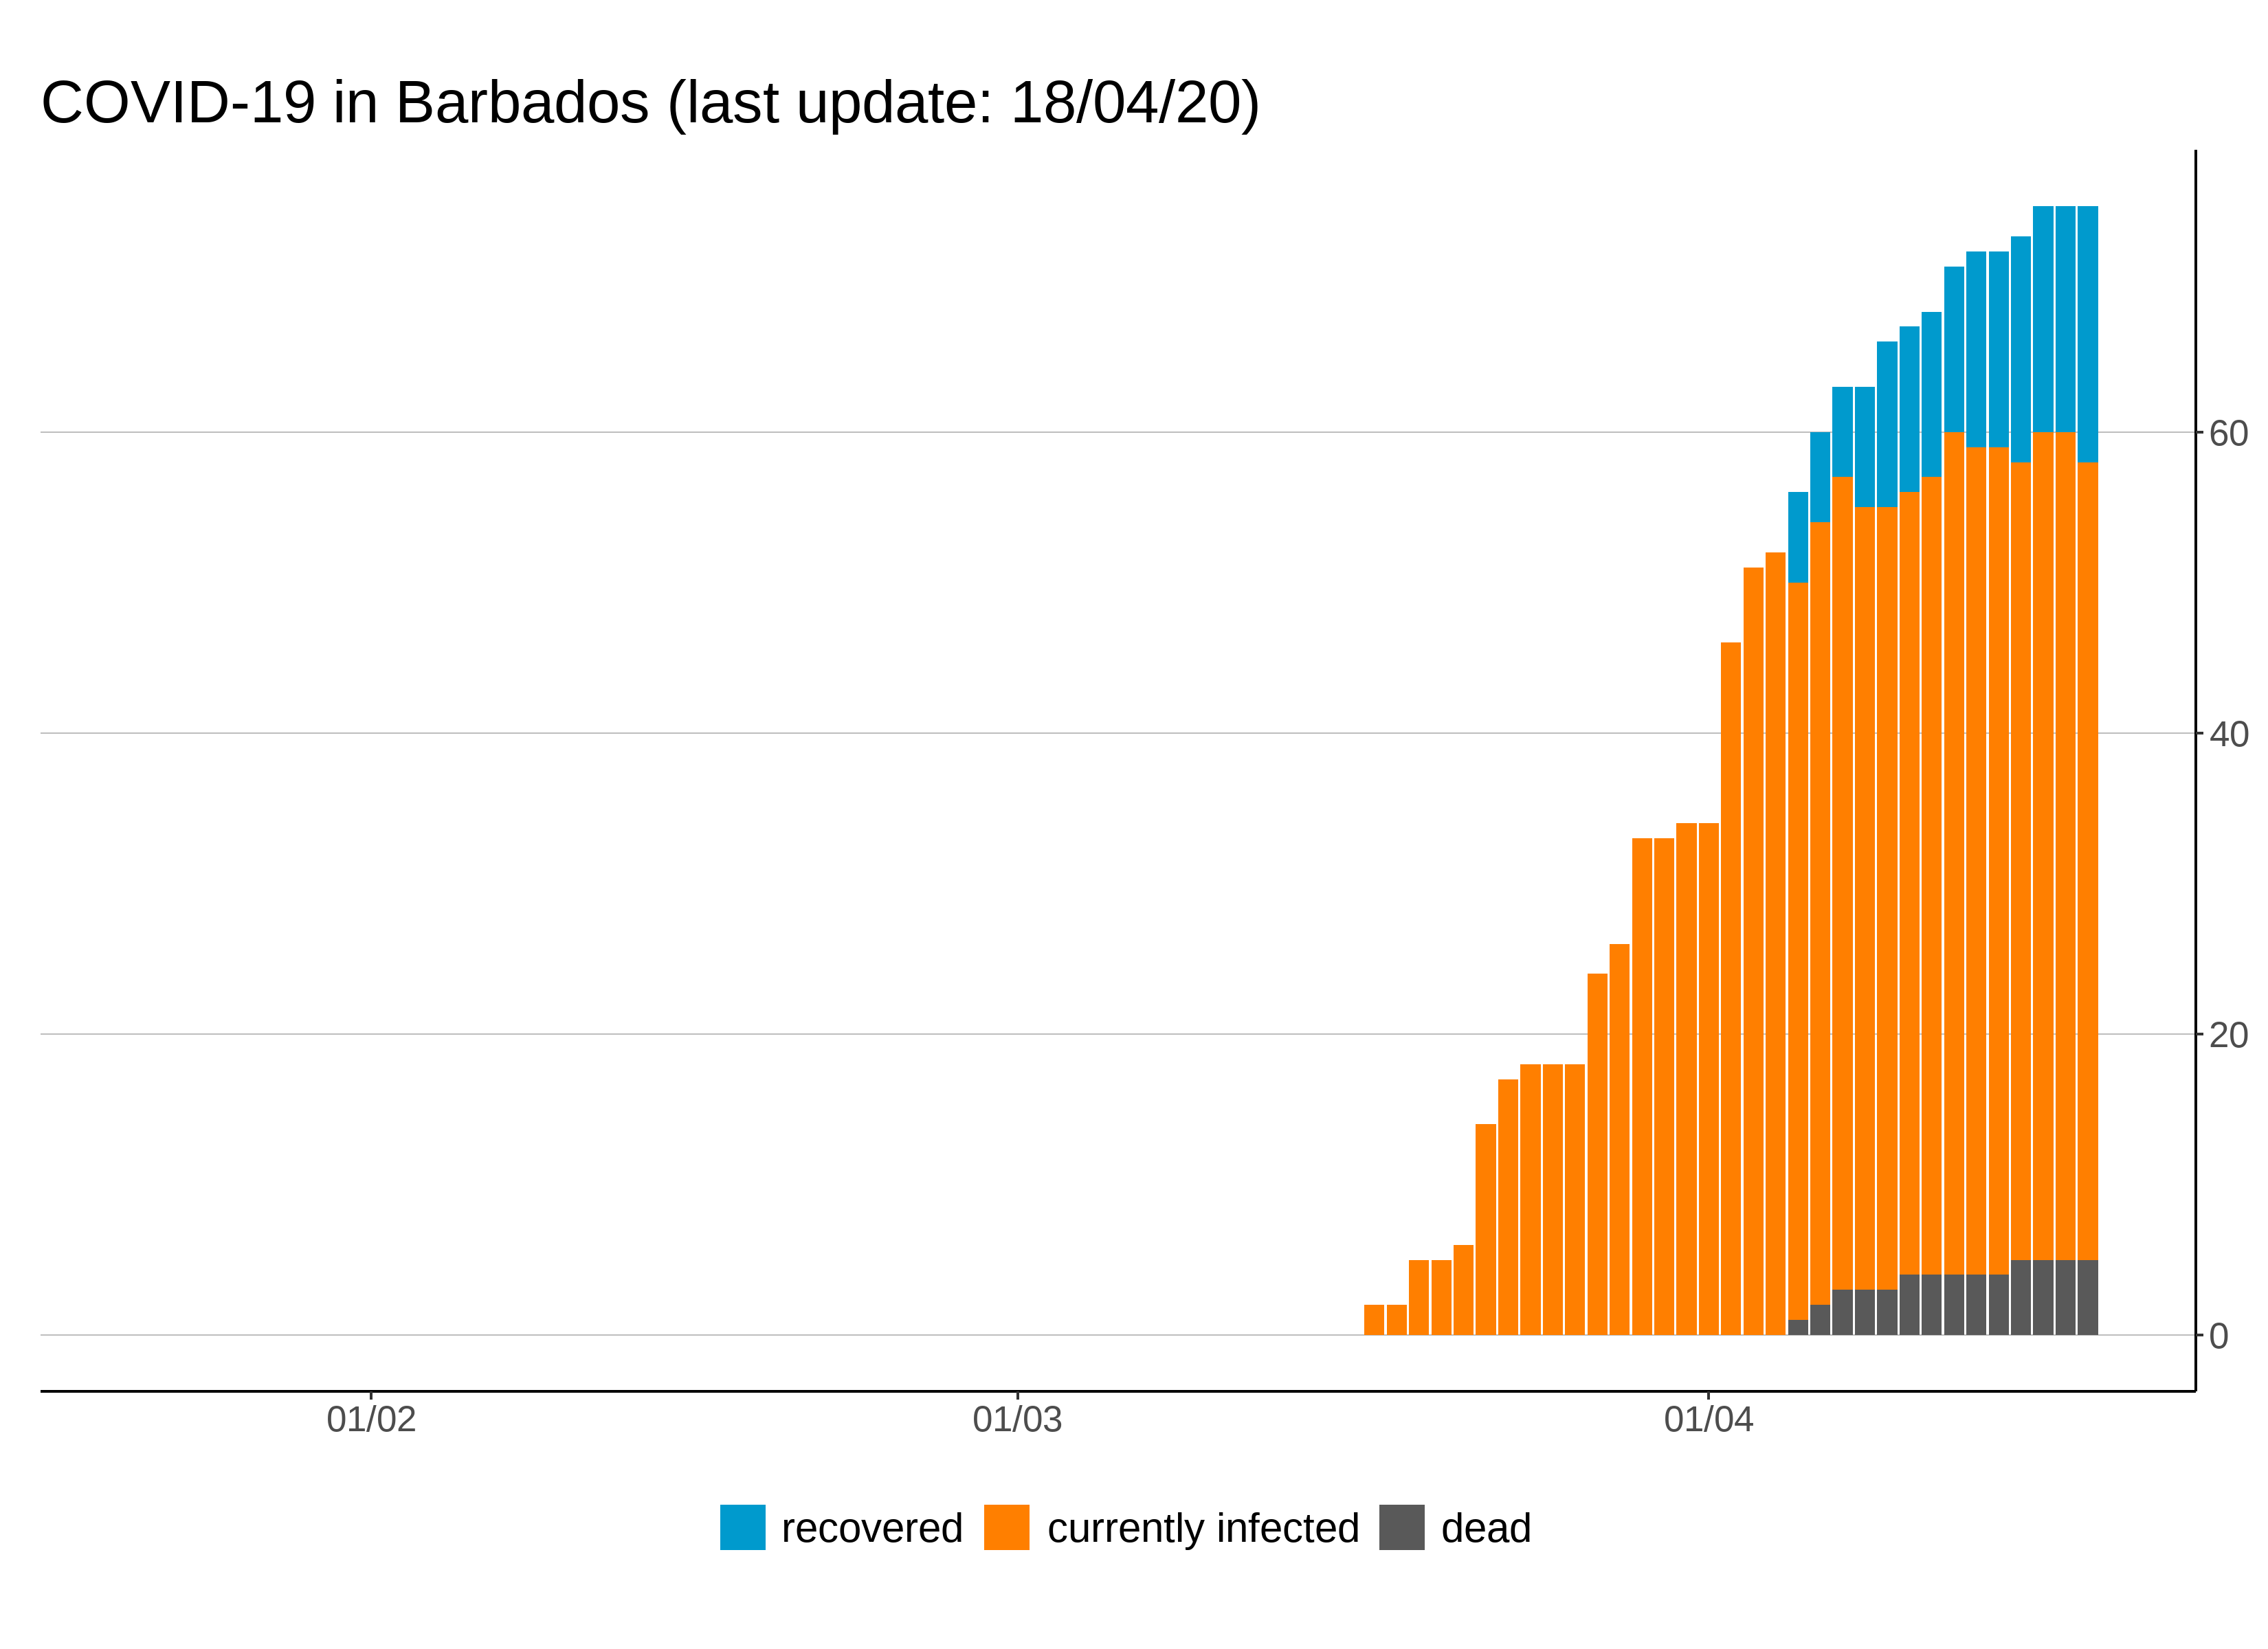 COVID-19 in Barbados (last update: 18/04/20)
60
40
20
0
01/02 01/03 01/04
recovered currently infected dead